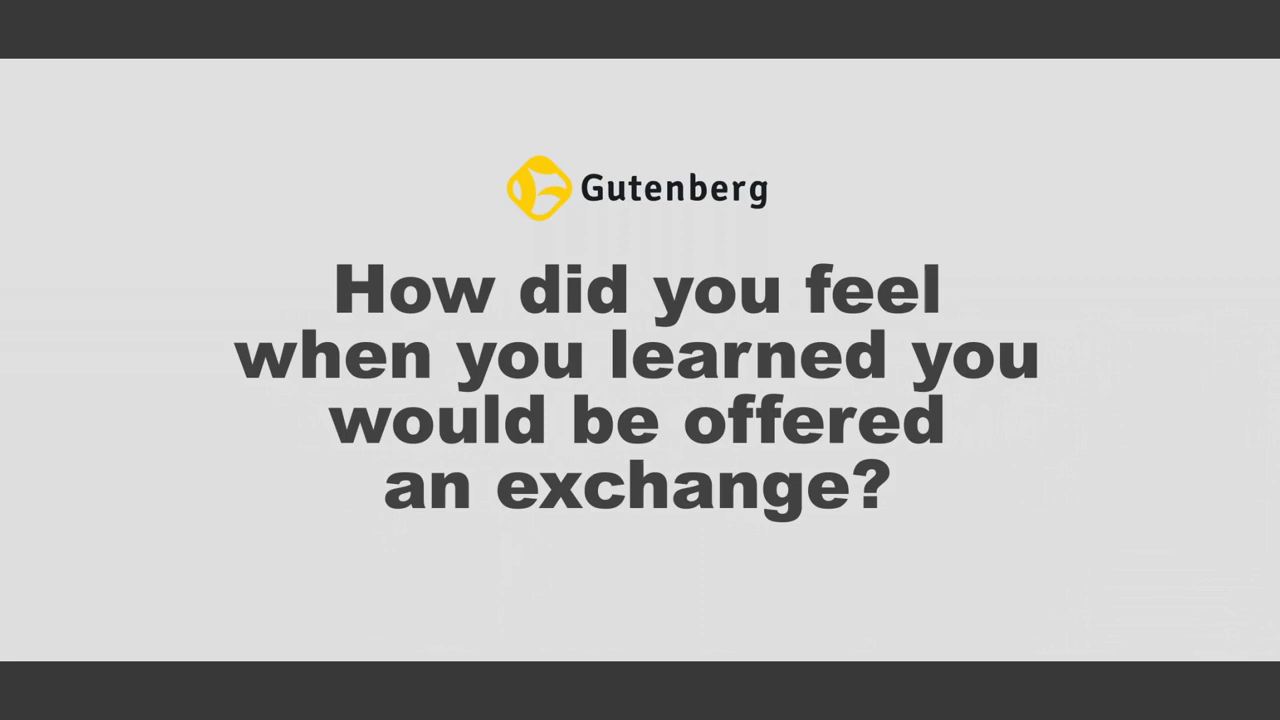 Gutenberg
How did you feel
when you learned you
would be offered
an exchange?